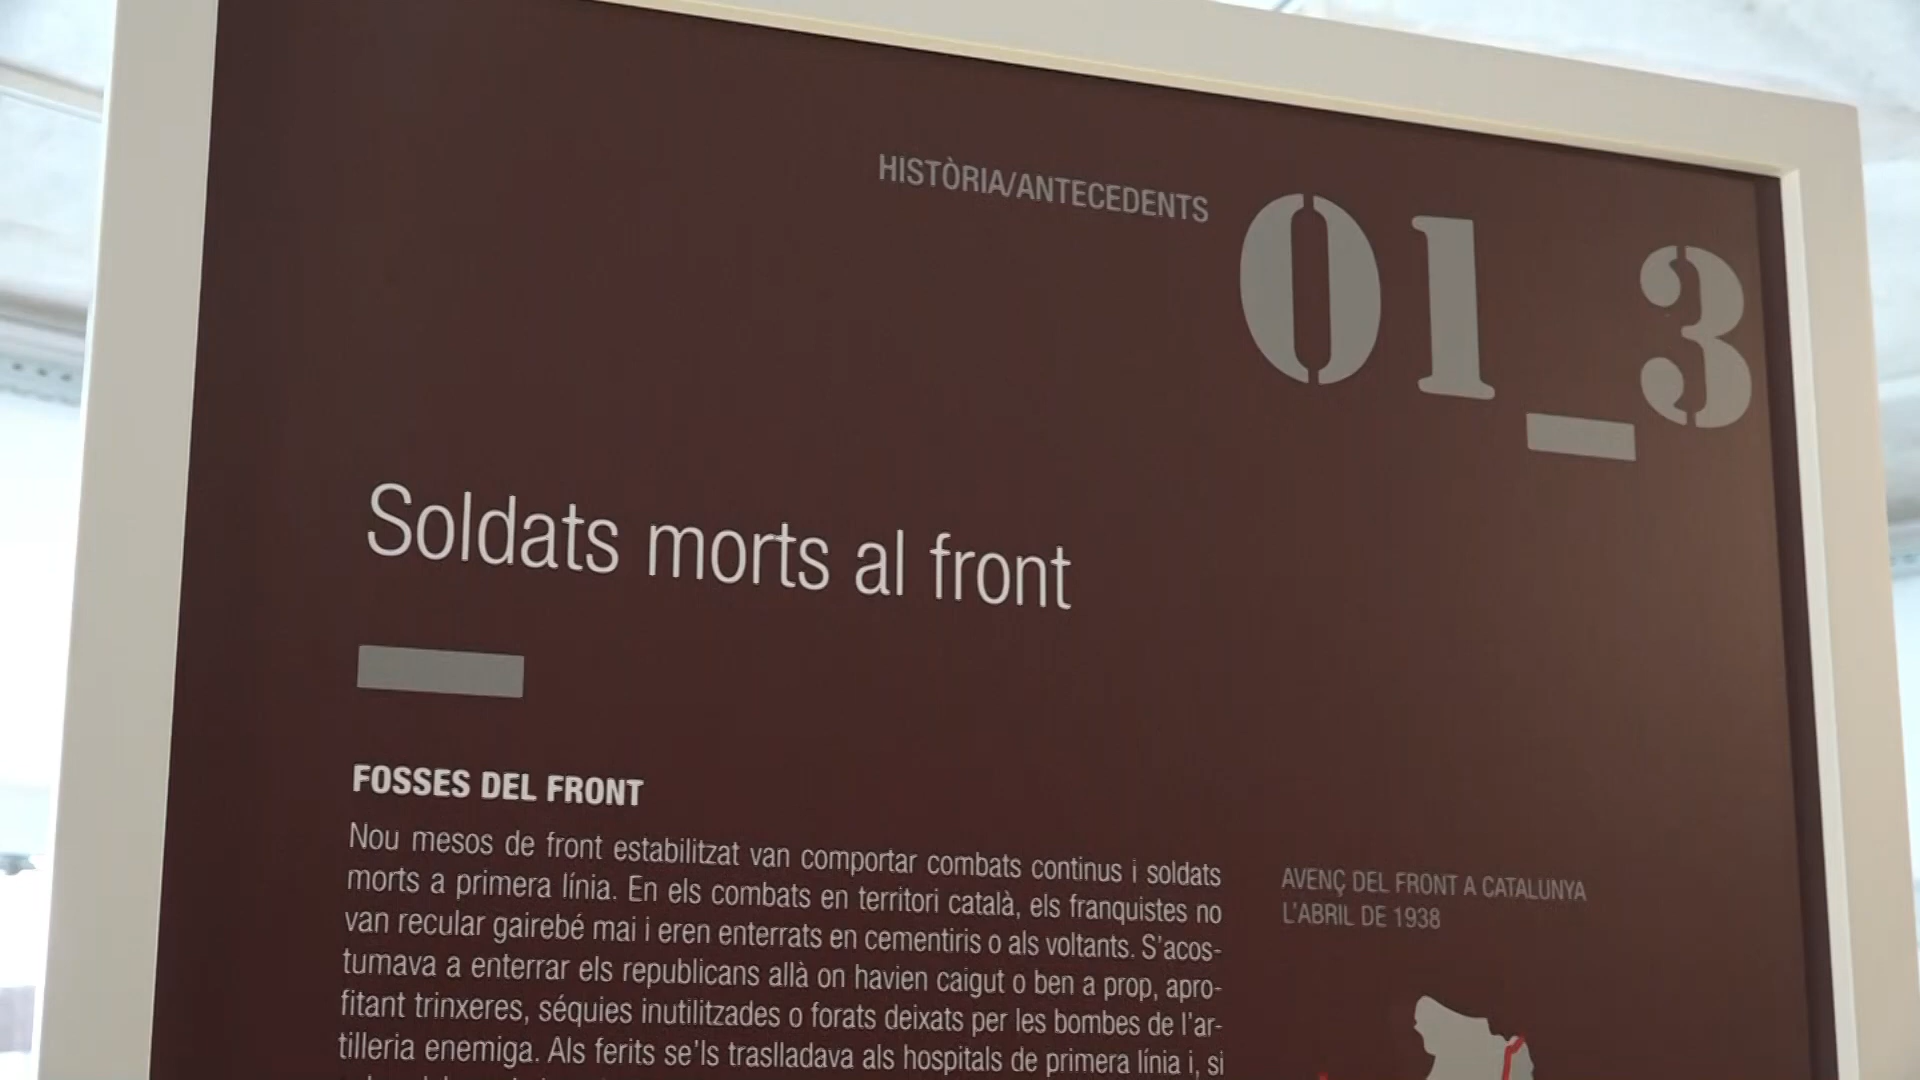 HISTÒRIA/ANTECEDENTS
01_3
Soldats morts al front
FOSSES DEL FRONT
Nou mesos de front estabilitzat van comportar combats continus i soldats
morts a primera línia. En els combats en territori català, els franquistes no
van recular gairebé mai i eren enterrats en cementiris o als voltants. S'acos-
tumava a enterrar els republicans allà on havien caigut o ben a prop, apro-
fitant trinxeres, séquies inutilitzades o forats deixats per les bombes de l'ar-
tilleria enemiga. Als ferits se'ls traslladava als hospitals de primera línia i, si
AVENÇ DEL FRONT A CATALUNYA
L'ABRIL DE 1938